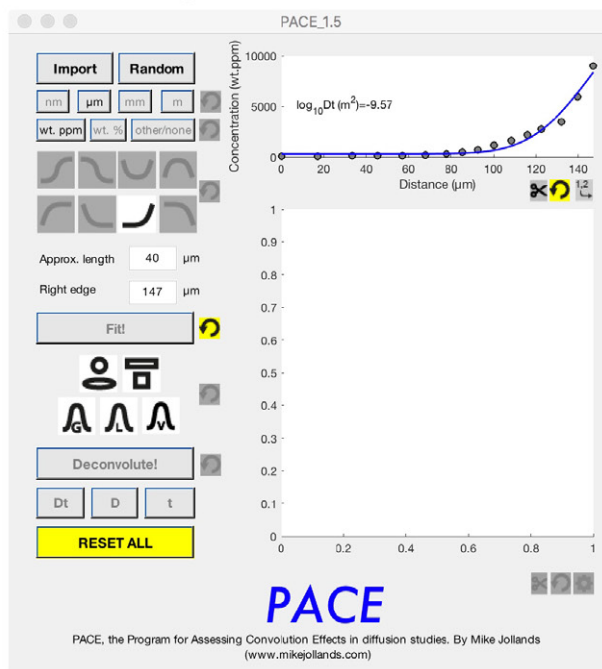 PACE_1.5
Import Random
nm µm mm m
wt. ppm wt. % other/none
Approx. length 40 µm
Right edge 147 µm
Fit!
G L V
Deconvolute!
Dt D t
RESET ALL
Concentration (wt.ppm)
10000
5000
0
log10Dt (m²)=-9.57
0 20 40 60 80 100 120 140
Distance (µm)
1,2
1
0.9
0.8
0.7
0.6
0.5
0.4
0.3
0.2
0.1
0
0 0.2 0.4 0.6 0.8 1
PACE
PACE, the Program for Assessing Convolution Effects in diffusion studies. By Mike Jollands
(www.mikejollands.com)